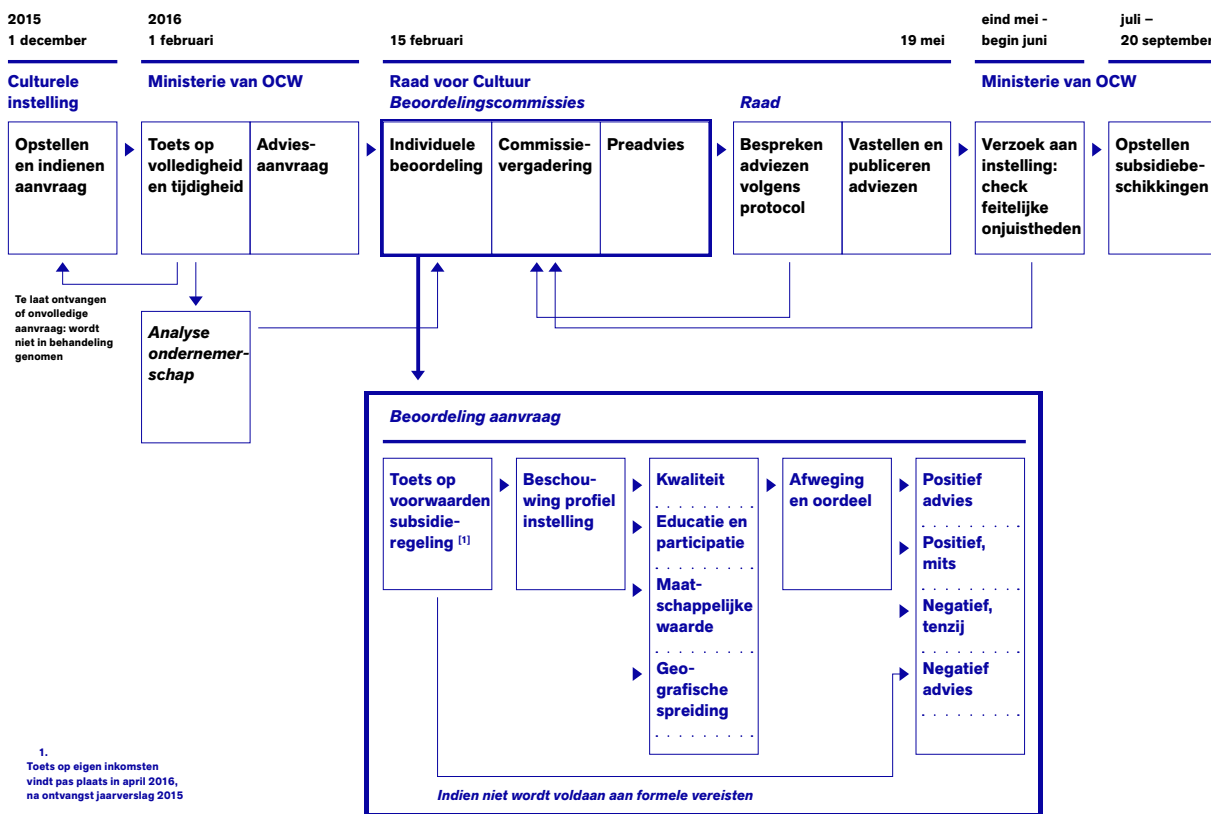 2015
1 december
2016
1 februari
15 februari
19 mei
eind mei -
begin juni
juli –
20 september
Culturele
instelling
Ministerie van OCW
Raad voor Cultuur
Beoordelingscommissies
Raad
Ministerie van OCW
Opstellen
en indienen
aanvraag
Toets op
volledigheid
en tijdigheid
Advies-
aanvraag
Individuele
beoordeling
Commissie-
vergadering
Preadvies
Bespreken
adviezen
volgens
protocol
Vastellen en
publiceren
adviezen
Verzoek aan
instelling:
check
feitelijke
onjuistheden
Opstellen
subsidiebe-
schikkingen
Te laat ontvangen
of onvolledige
aanvraag: wordt
niet in behandeling
genomen
Analyse
ondernemer-
schap
Beoordeling aanvraag
Toets op
voorwaarden
subsidie-
regeling [1]
Beschou-
wing profiel
instelling
Kwaliteit
Educatie en
participatie
Maat-
schappelijke
waarde
Geo-
grafische
spreiding
Afweging
en oordeel
Positief
advies
Positief,
mits
Negatief,
tenzij
Negatief
advies
Indien niet wordt voldaan aan formele vereisten
1.
Toets op eigen inkomsten
vindt pas plaats in april 2016,
na ontvangst jaarverslag 2015